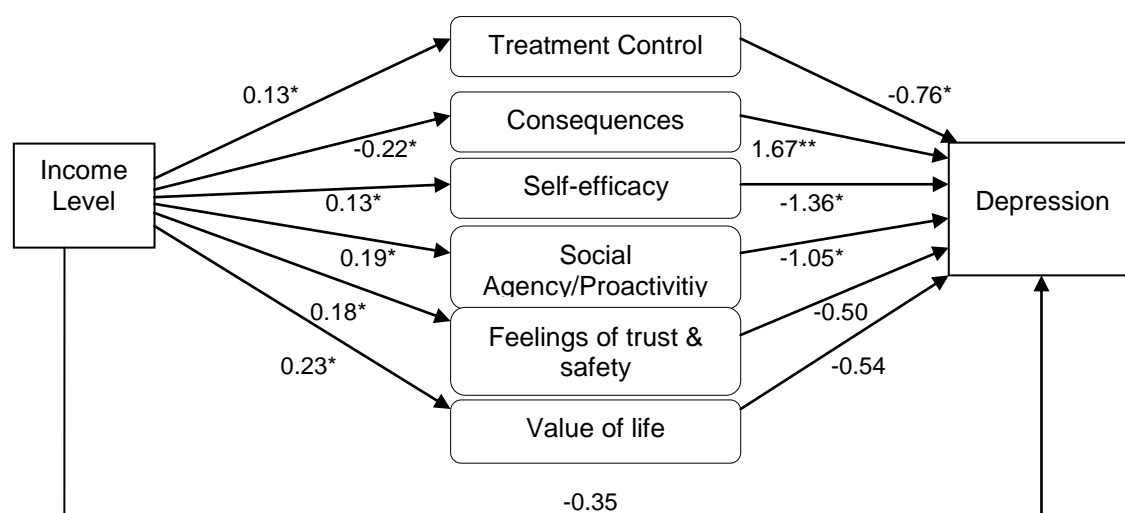 Treatment Control
0.13*
-0.76*
Consequences
-0.22*
1.67**
Income
Level
Self-efficacy
0.13*
-1.36*
Depression
Social
Agency/Proactivitiy
0.19*
-1.05*
Feelings of trust &
safety
0.18*
-0.50
0.23*
-0.54
Value of life
-0.35